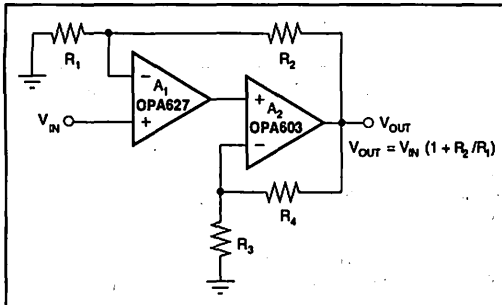 R1
R2
−
A1
OPA627
+
VIN
+
A2
OPA603
−
VOUT
VOUT = VIN (1 + R2/R1)
R4
R3